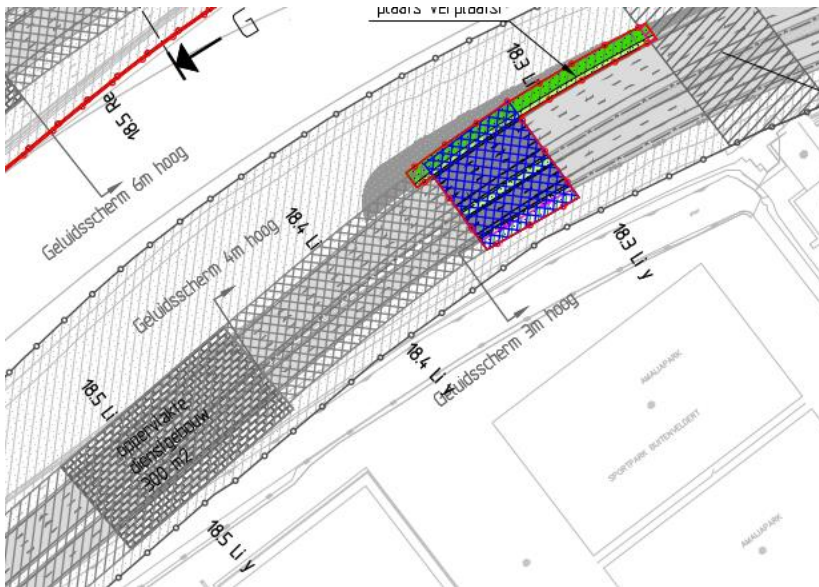 plaats verplaatst
G
18.3 Li
18.5 Re
Geluidsscherm 6m hoog
18.4 Li
18.3 Li y
Geluidsscherm 4m hoog
Geluidsscherm 3m hoog
18.4 Li y
18.5 Li
oppervlakte
dienstgebouw
300 m2
18.5 Li y
AMALIAPARK
SPORTPARK BUITENVELDERT
AMALIAPARK